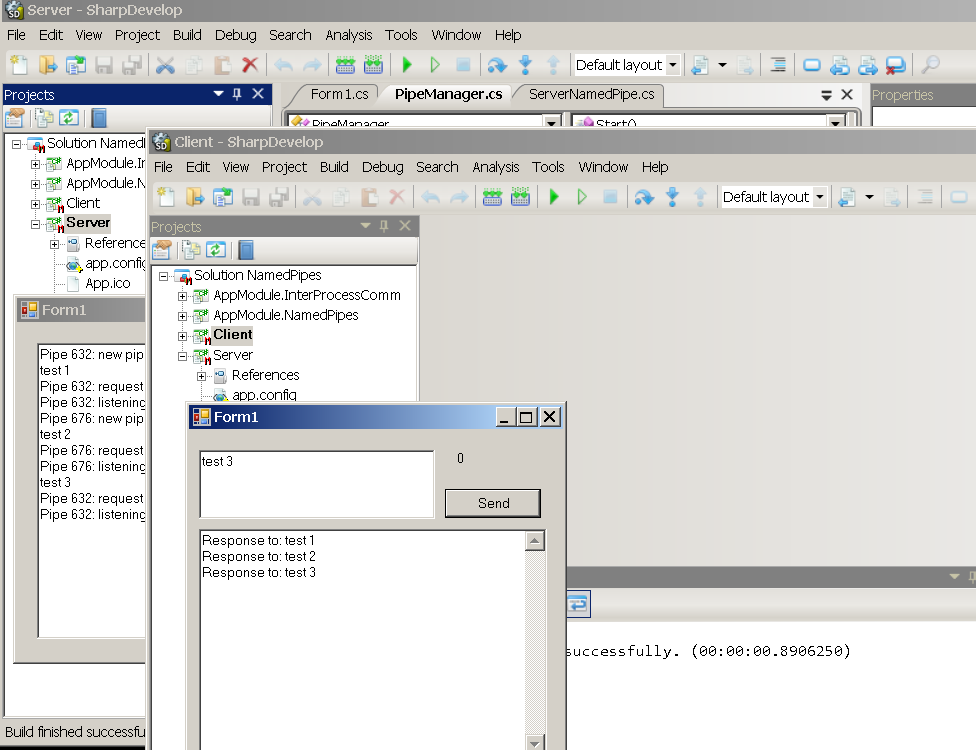 Server - SharpDevelop
File Edit View Project Build Debug Search Analysis Tools Window Help
Default layout
Projects
Form1.cs PipeManager.cs ServerNamedPipe.cs
Properties
PipeManager Start()
Solution Named
AppModule.In
AppModule.N
Client
Server
Reference
app.config
App.ico
Form1
Pipe 632: new pip
test 1
Pipe 632: request
Pipe 632: listening
Pipe 676: new pip
test 2
Pipe 676: request
Pipe 676: listening
test 3
Pipe 632: request
Pipe 632: listening
Build finished successfu
Client - SharpDevelop
File Edit View Project Build Debug Search Analysis Tools Window Help
Default layout
Projects
Solution NamedPipes
AppModule.InterProcessComm
AppModule.NamedPipes
Client
Server
References
app.config
Form1
test 3
0
Send
Response to: test 1
Response to: test 2
Response to: test 3
successfully. (00:00:00.8906250)